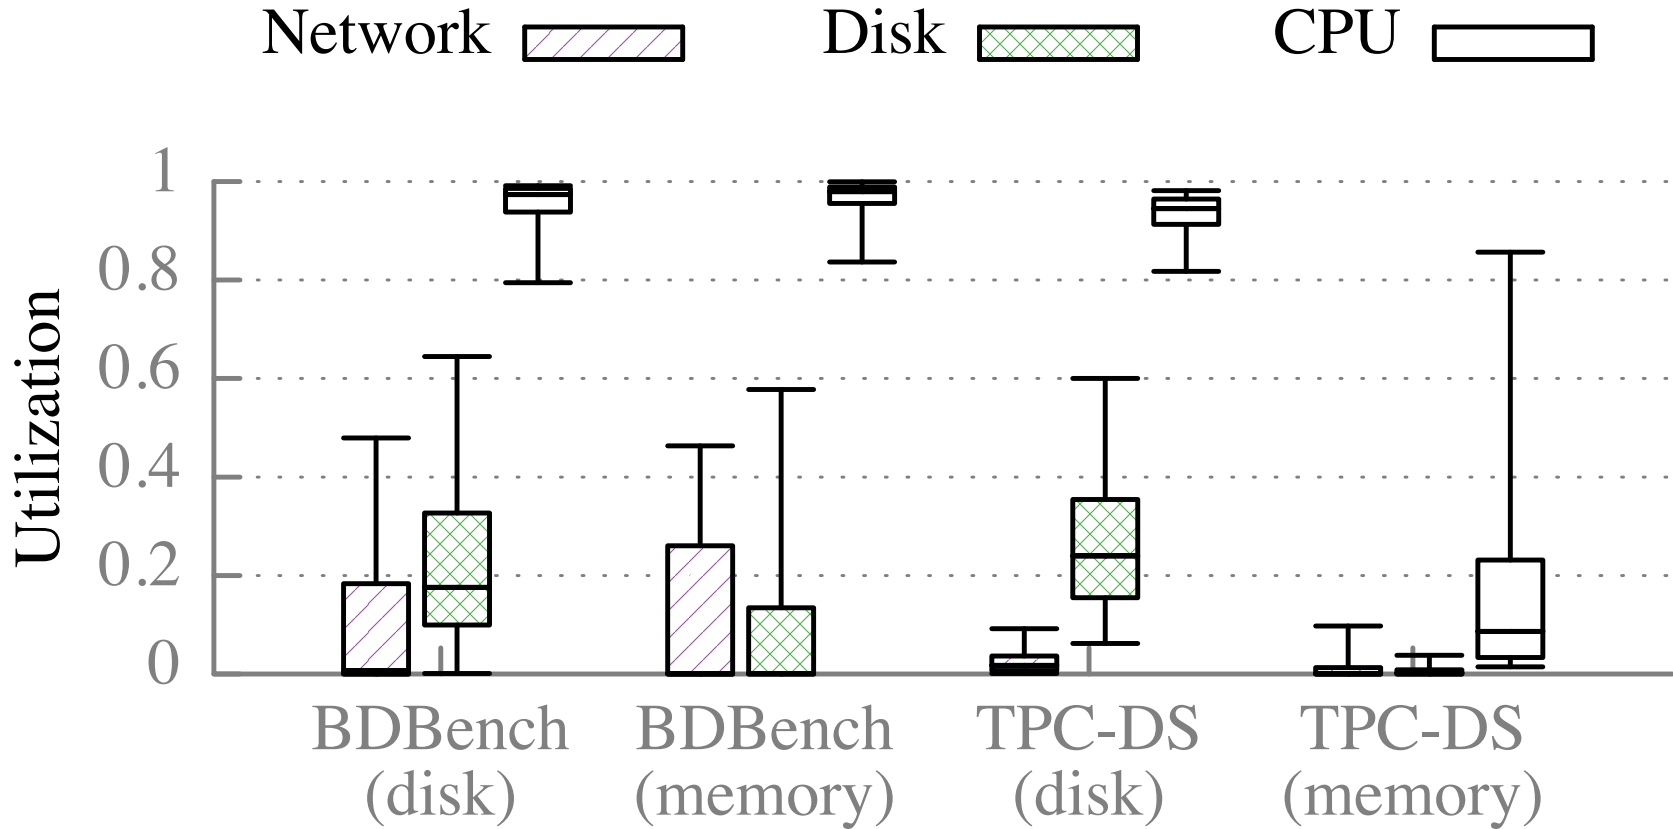 Network Disk CPU
1
0.8
0.6
0.4
0.2
0
Utilization
BDBench BDBench TPC-DS TPC-DS
(disk) (memory) (disk) (memory)